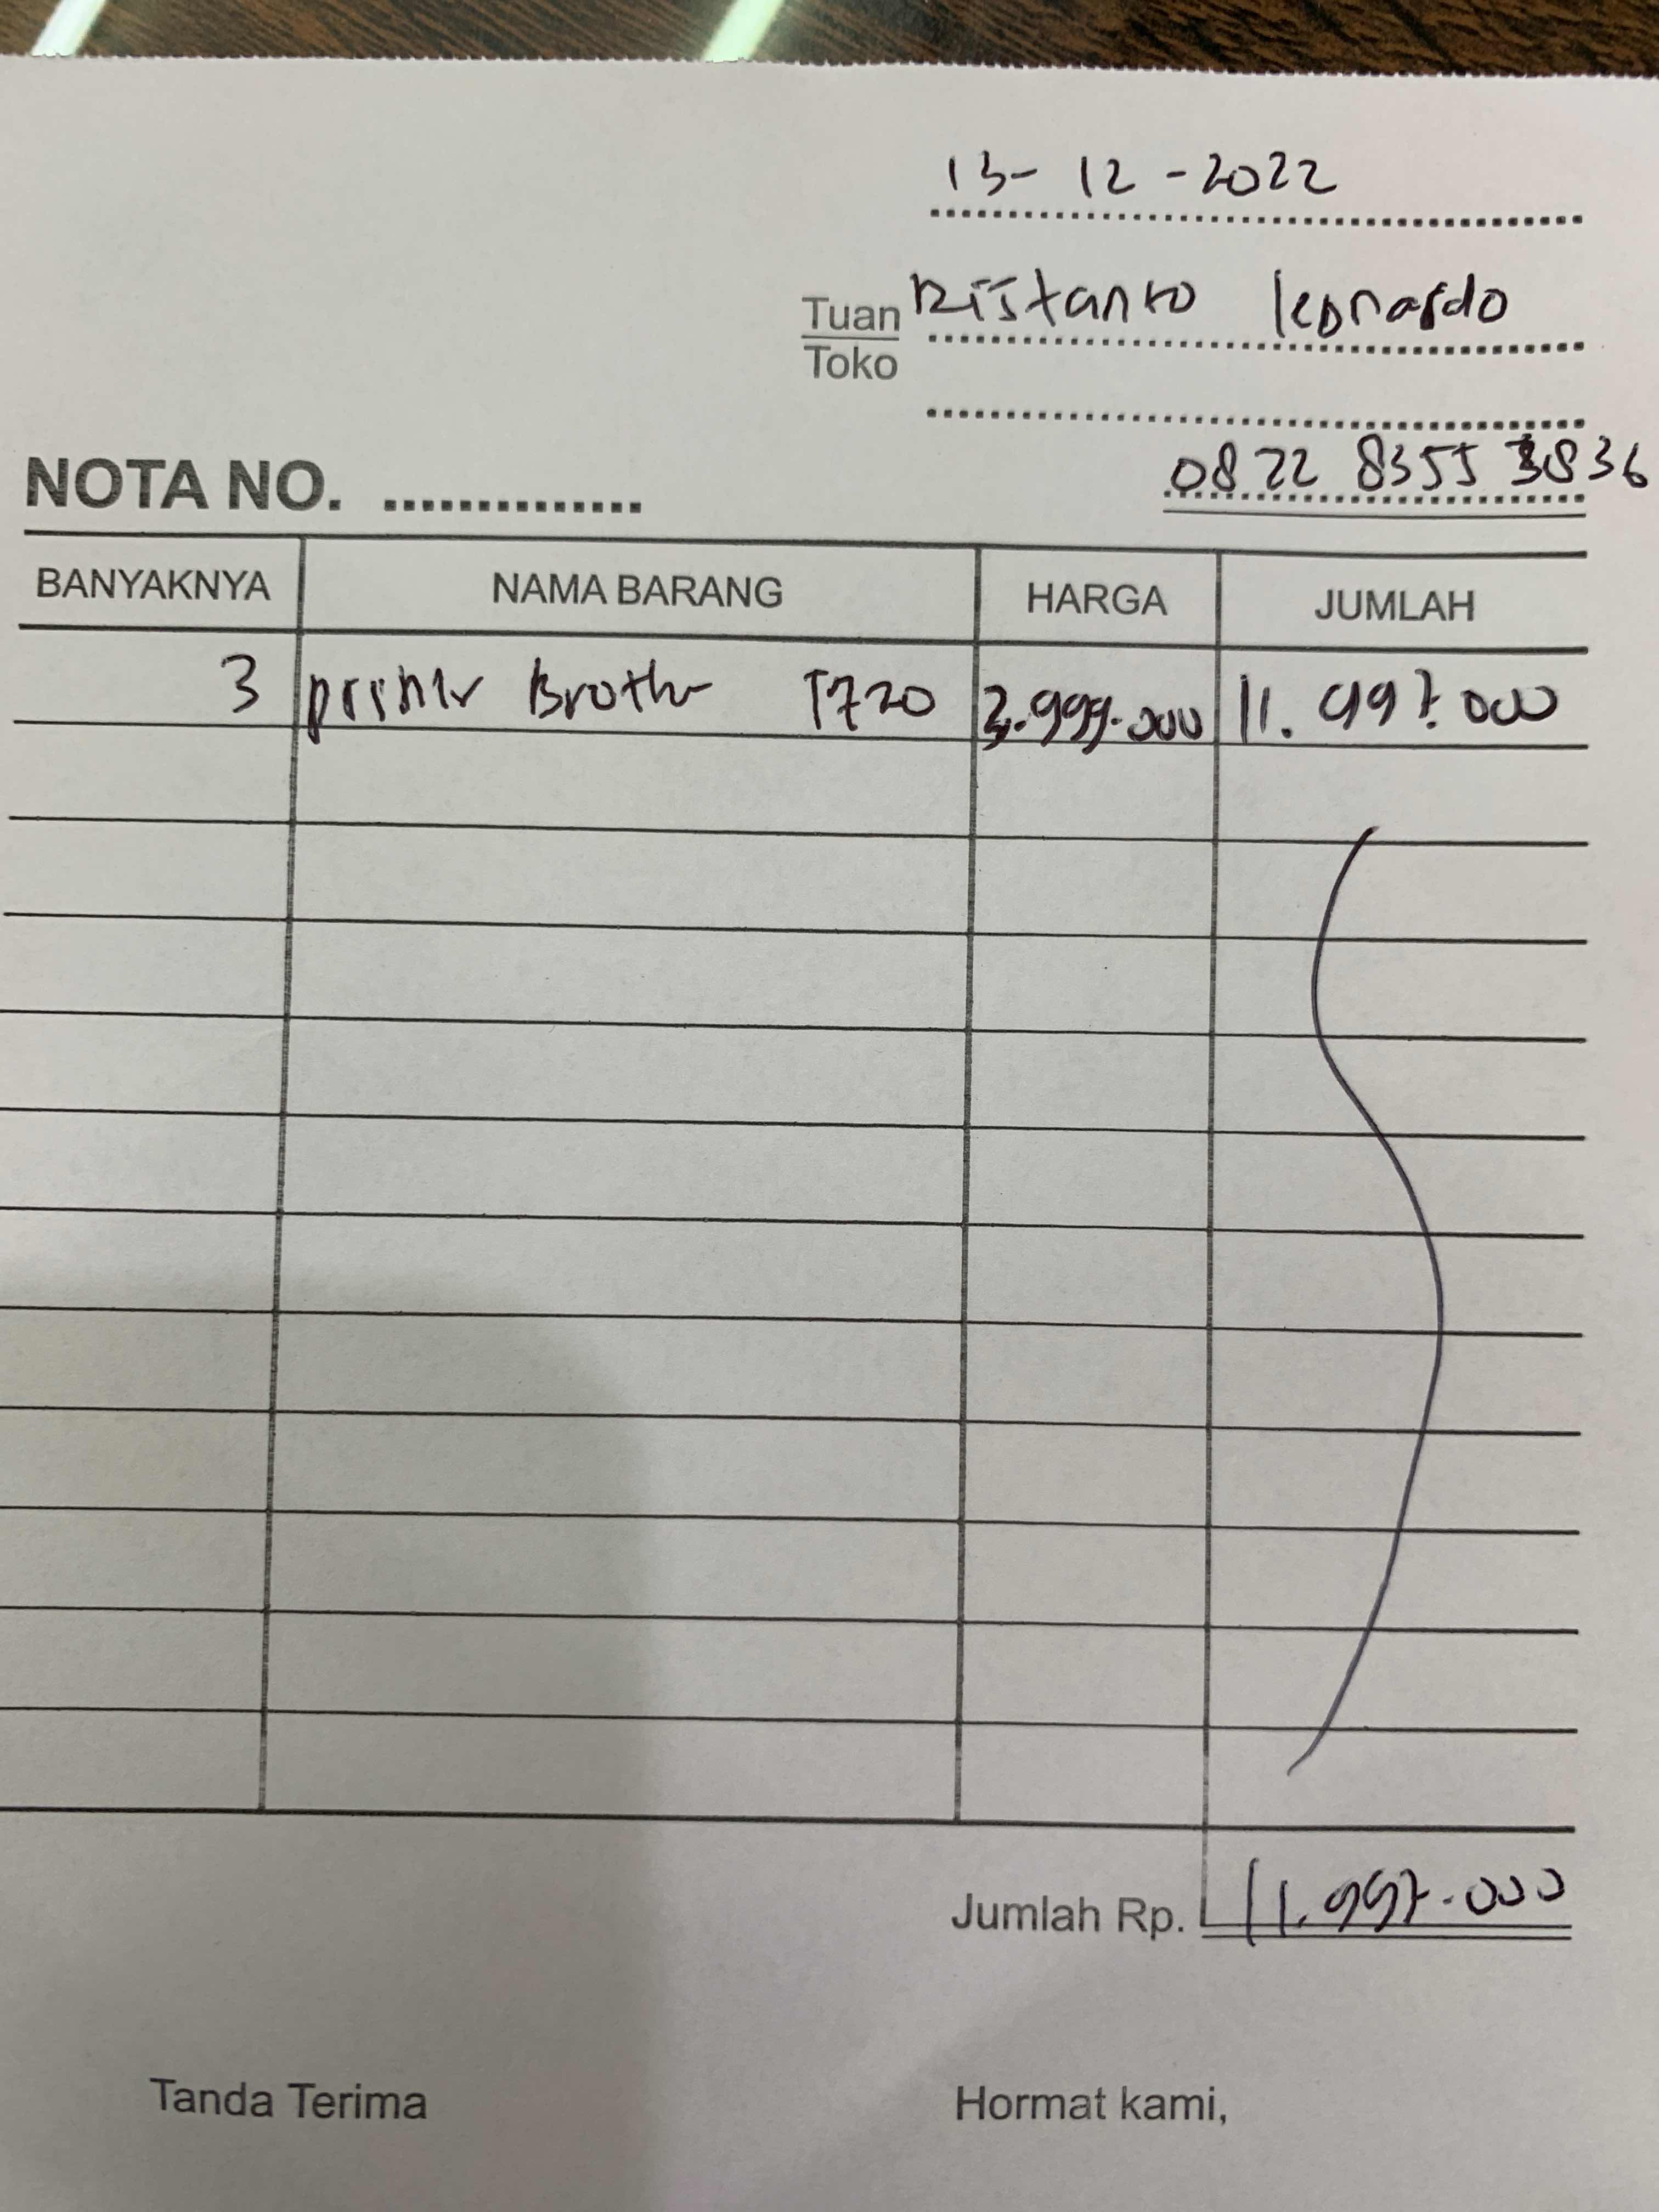 13-12-2022
Tuan Ristanto leonardo
Toko
0822 8355 3836
NOTA NO. ..............
BANYAKNYA NAMA BARANG HARGA JUMLAH
3 printer Brother T720 3.999.000 11.997.000
Jumlah Rp. 11.997.000
Tanda Terima Hormat kami,